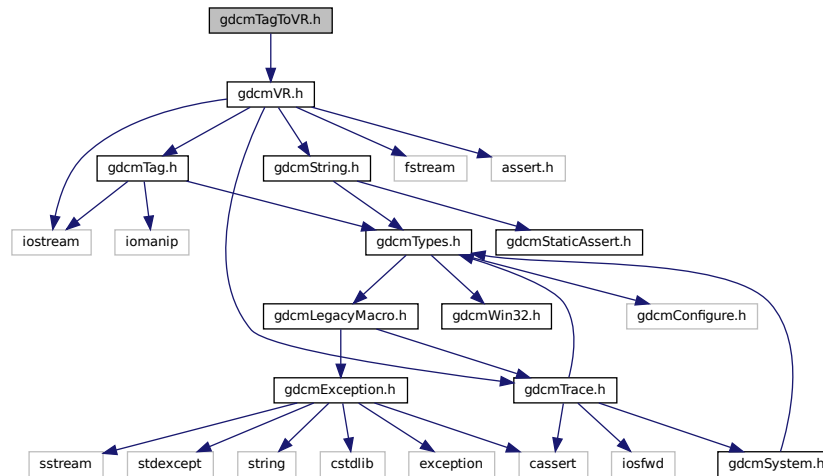 gdcmTagToVR.h
gdcmVR.h
gdcmTag.h
gdcmString.h
fstream
assert.h
iostream
iomanip
gdcmTypes.h
gdcmStaticAssert.h
gdcmLegacyMacro.h
gdcmWin32.h
gdcmConfigure.h
gdcmException.h
gdcmTrace.h
sstream
stdexcept
string
cstdlib
exception
cassert
iosfwd
gdcmSystem.h